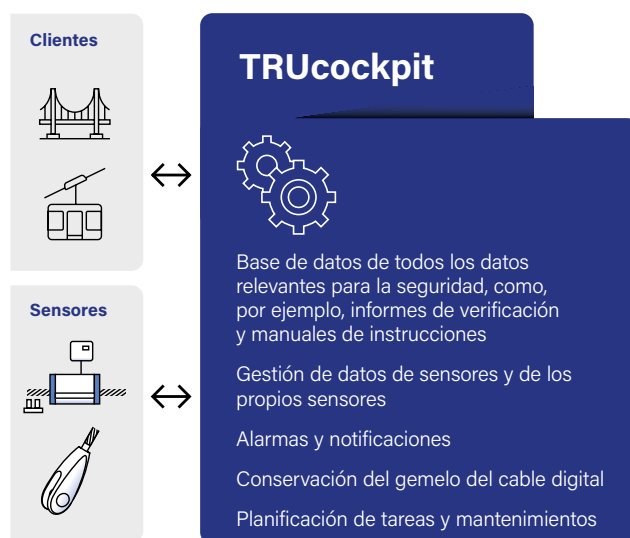 Clientes
Sensores
TRUcockpit
Base de datos de todos los datos
relevantes para la seguridad, como,
por ejemplo, informes de verificación
y manuales de instrucciones
Gestión de datos de sensores y de los
propios sensores
Alarmas y notificaciones
Conservación del gemelo del cable digital
Planificación de tareas y mantenimientos